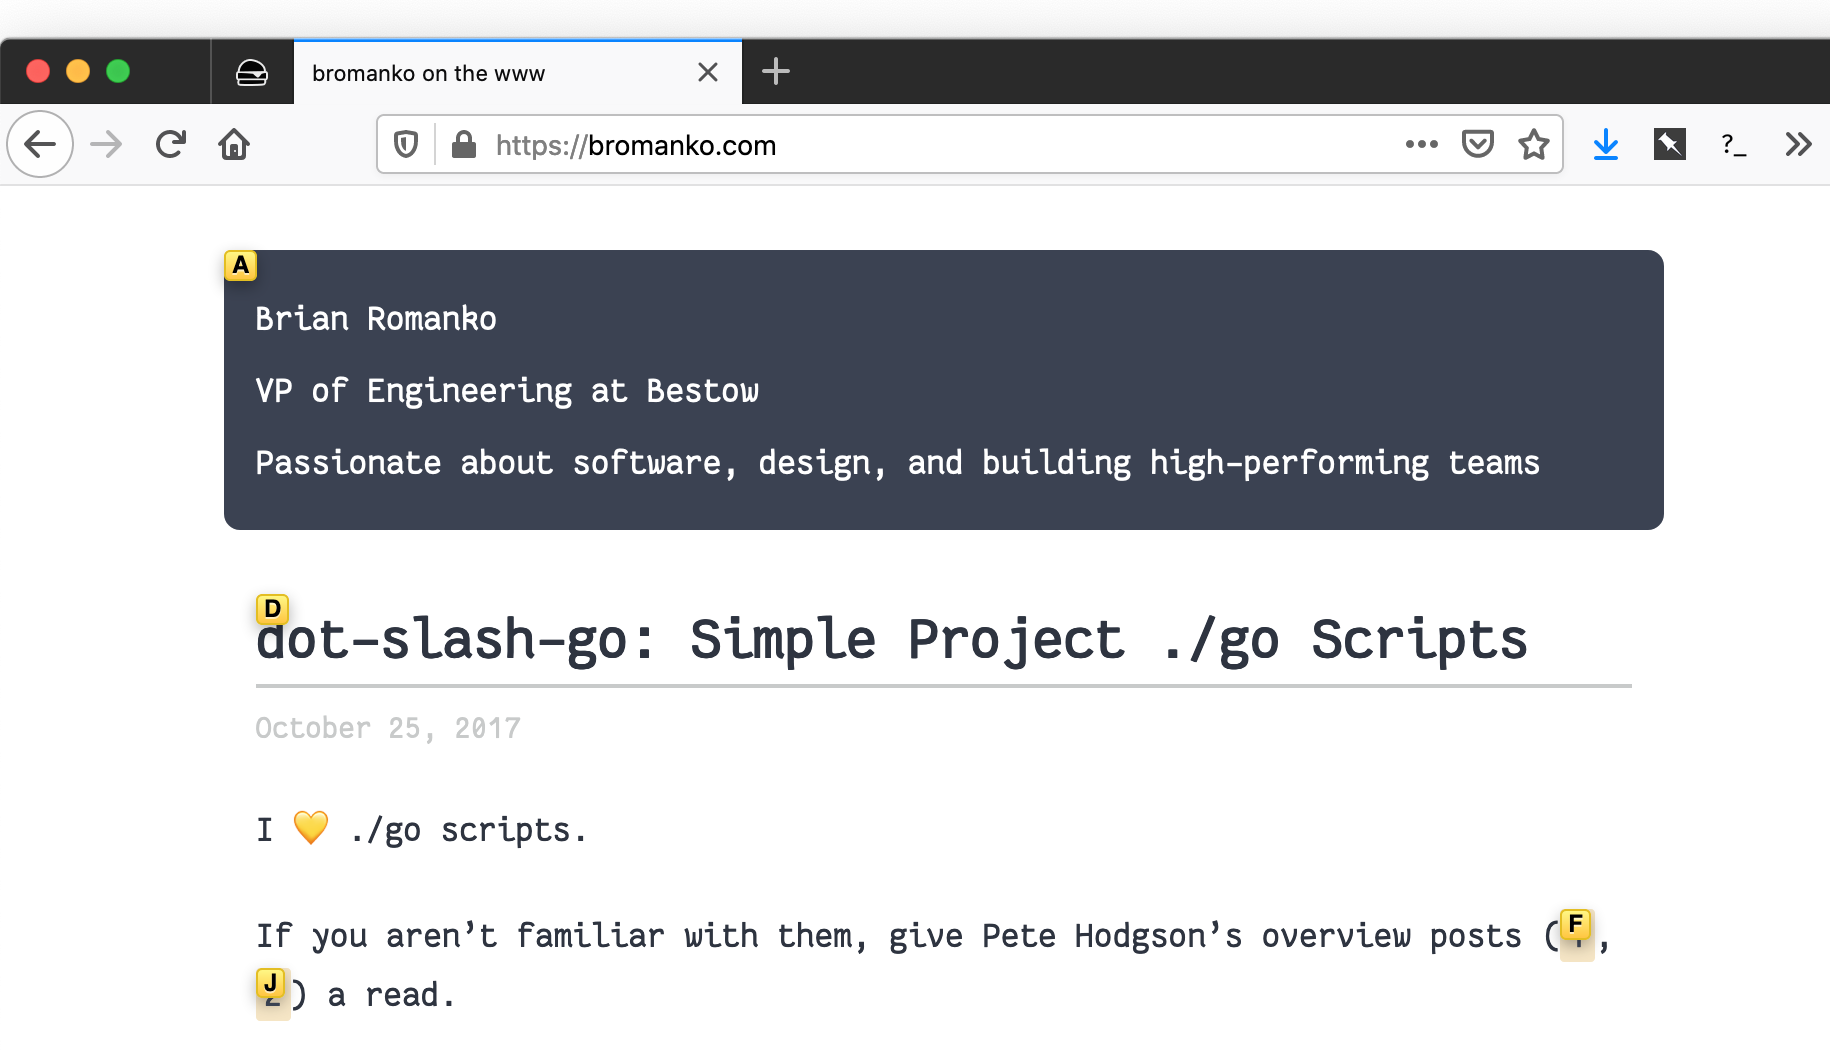 bromanko on the www
https://bromanko.com
?_
A
Brian Romanko
VP of Engineering at Bestow
Passionate about software, design, and building high-performing teams
D
dot-slash-go: Simple Project ./go Scripts
October 25, 2017
I 💛 ./go scripts.
If you aren’t familiar with them, give Pete Hodgson’s overview posts (F,
J 2) a read.